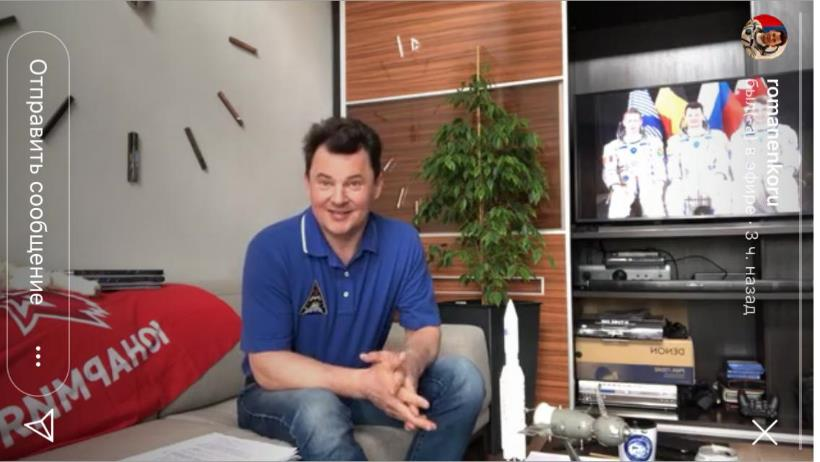 romanenkoru
был(-а) в эфире · 3 ч. назад
ЮНАРМИЯ
DENON
Отправить сообщение